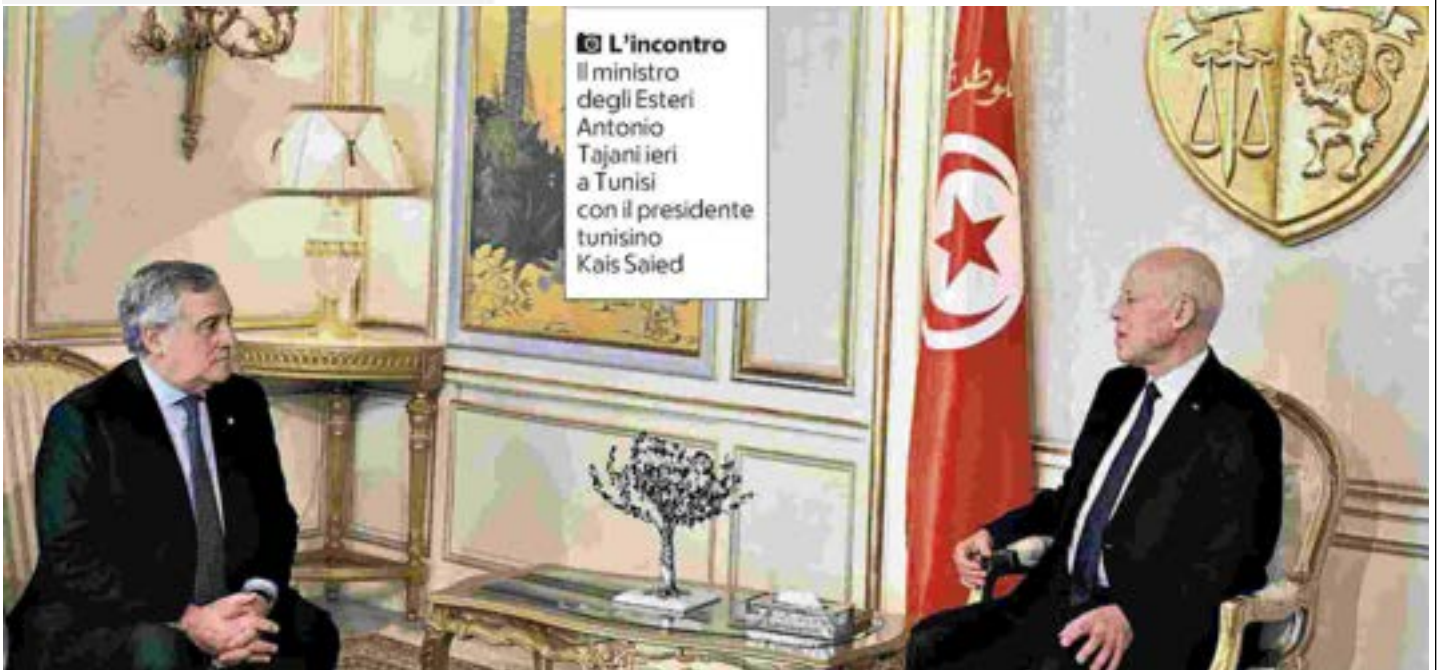 L'incontro
Il ministro
degli Esteri
Antonio
Tajani ieri
a Tunisi
con il presidente
tunisino
Kais Saied